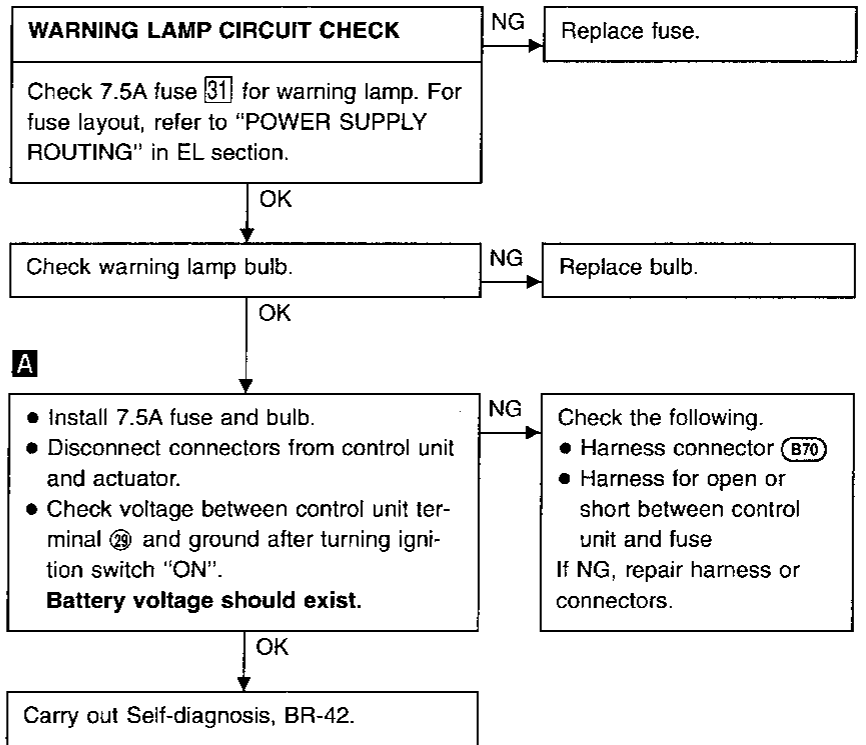 WARNING LAMP CIRCUIT CHECK
Check 7.5A fuse 31 for warning lamp. For
fuse layout, refer to "POWER SUPPLY
ROUTING" in EL section.
NG
Replace fuse.
OK
Check warning lamp bulb.
NG
Replace bulb.
OK
A
● Install 7.5A fuse and bulb.
● Disconnect connectors from control unit
and actuator.
● Check voltage between control unit ter-
minal ㉙ and ground after turning igni-
tion switch "ON".
Battery voltage should exist.
NG
Check the following.
● Harness connector B70
● Harness for open or
short between control
unit and fuse
If NG, repair harness or
connectors.
OK
Carry out Self-diagnosis, BR-42.